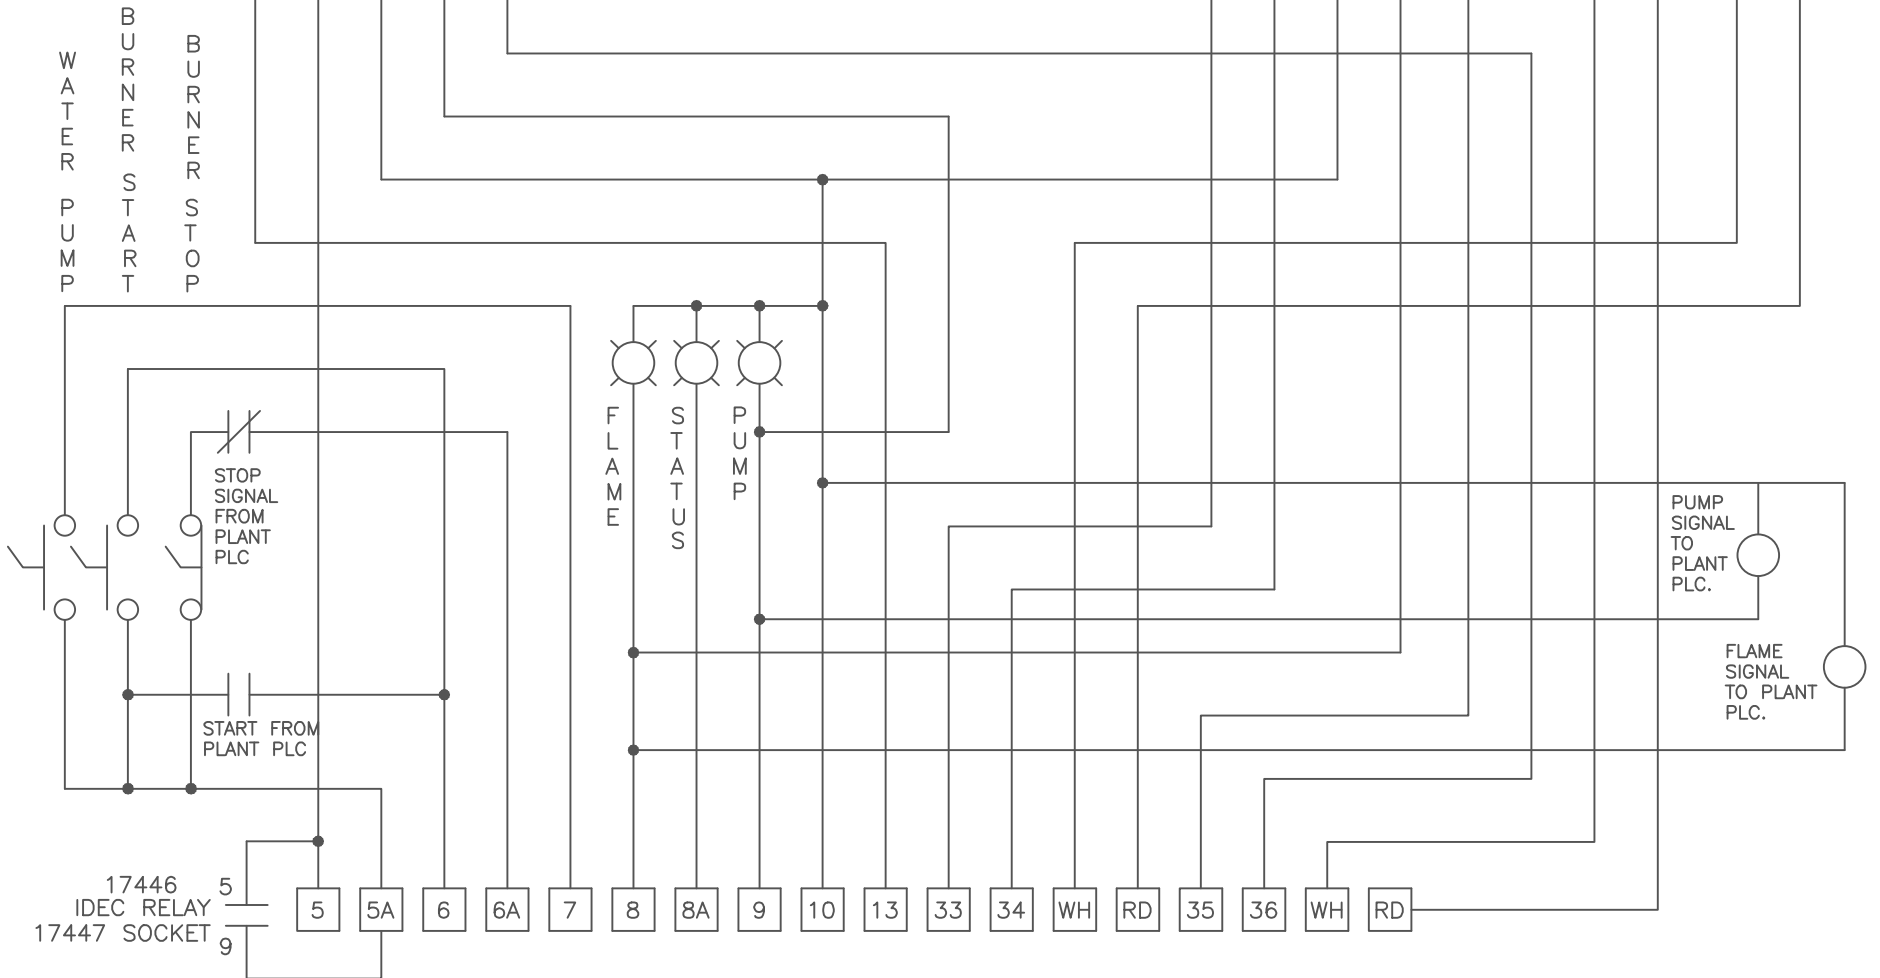 WATER PUMP
BURNER START
BURNER STOP
FLAME
STATUS
PUMP
STOP
SIGNAL
FROM
PLANT
PLC
START FROM
PLANT PLC
PUMP
SIGNAL
TO
PLANT
PLC.
FLAME
SIGNAL
TO PLANT
PLC.
17446
IDEC RELAY
17447 SOCKET
5
9
5
5A
6
6A
7
8
8A
9
10
13
33
34
WH
RD
35
36
WH
RD